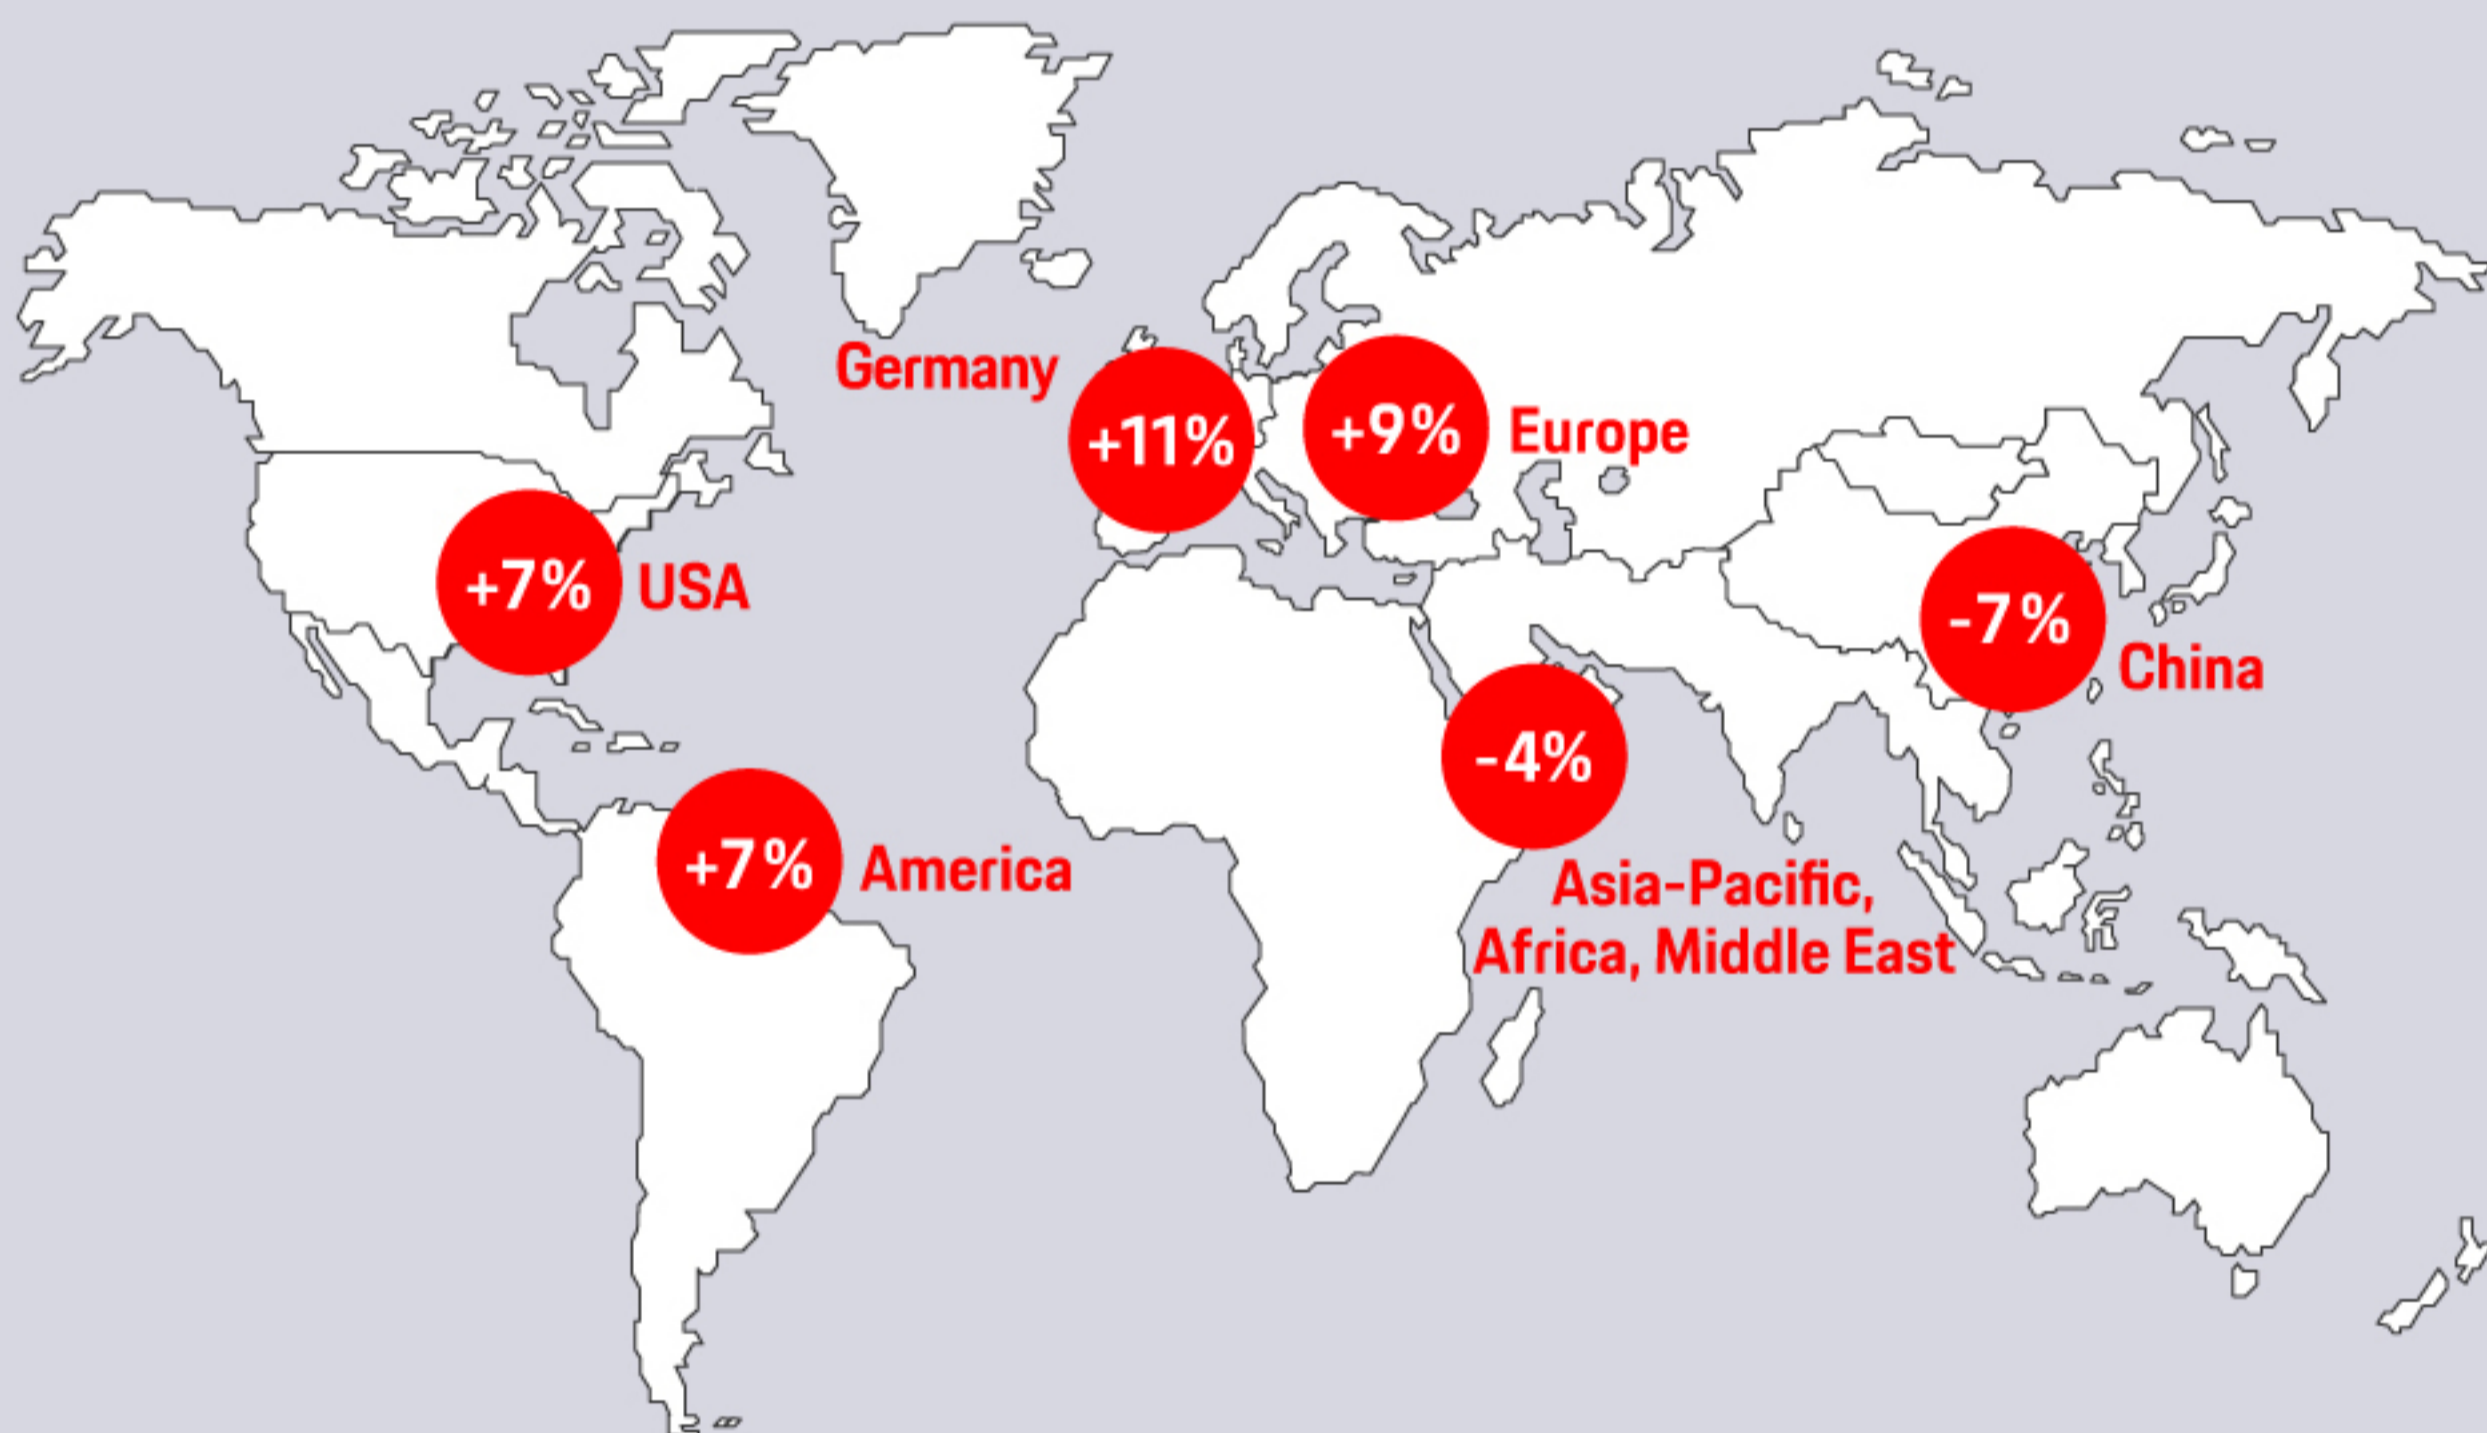 Germany
+11%
+9%
Europe
+7%
USA
-7%
China
-4%
Asia-Pacific,
Africa, Middle East
+7%
America